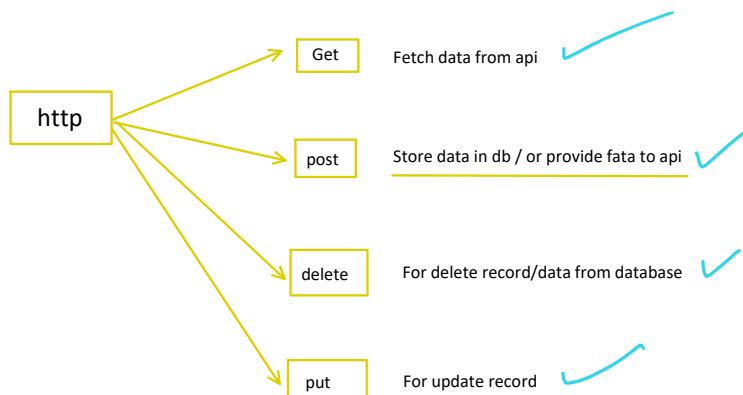 Get Fetch data from api
http
post Store data in db / or provide fata to api
delete For delete record/data from database
put For update record